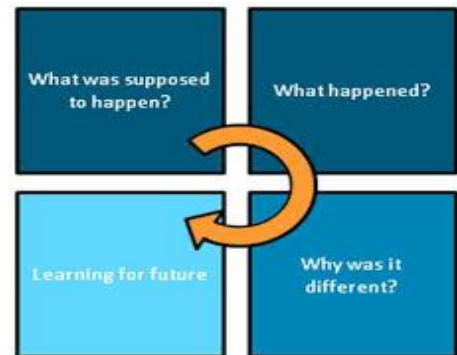 What was supposed
to happen?
What happened?
Why was it
different?
Learning for future